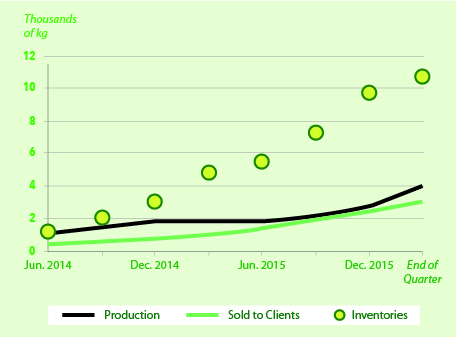 Thousands
of kg
12
10
8
6
4
2
0
Jun. 2014
Dec. 2014
Jun. 2015
Dec. 2015
End of
Quarter
Production
Sold to Clients
Inventories